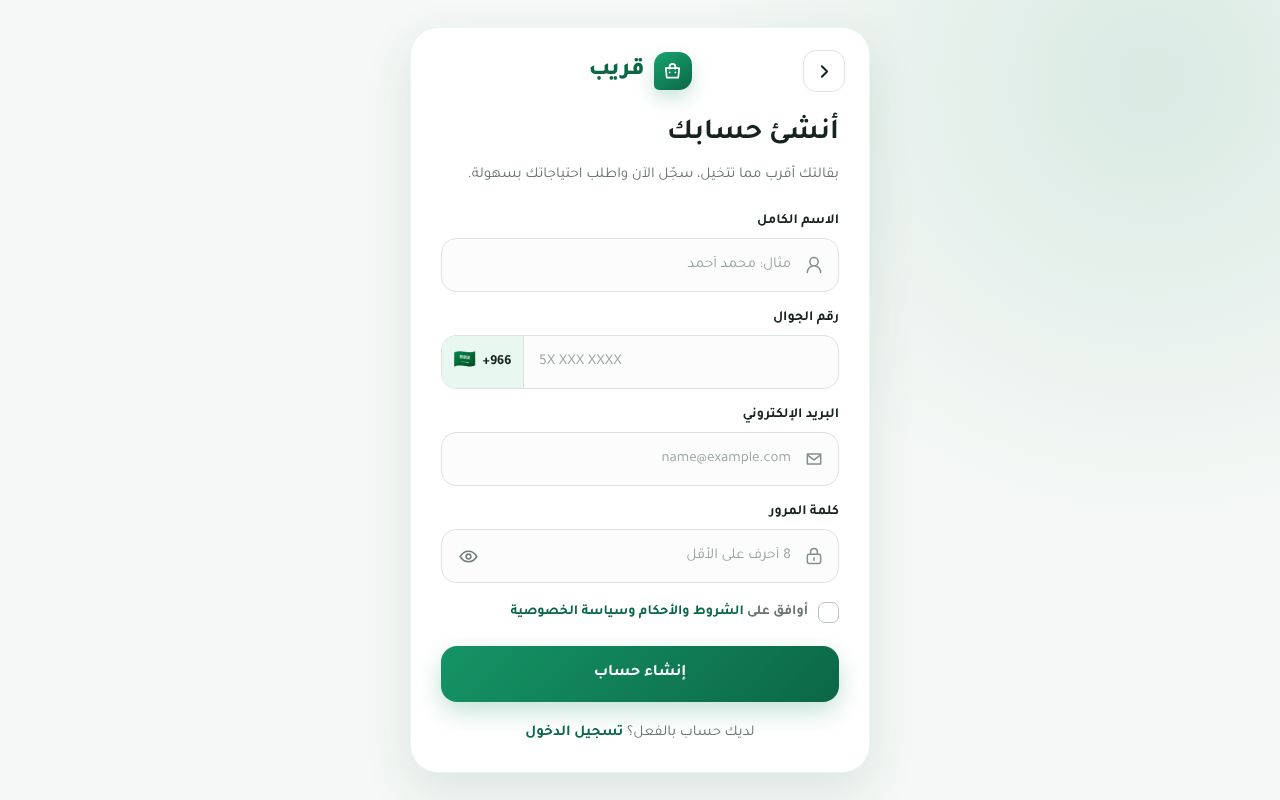 قريب
أنشئ حسابك
بقالتك أقرب مما تتخيل، سجّل الآن واطلب احتياجاتك بسهولة.
الاسم الكامل
مثال: محمد أحمد
رقم الجوال
+966 5X XXX XXXX
البريد الإلكتروني
name@example.com
كلمة المرور
8 أحرف على الأقل
أوافق على الشروط والأحكام وسياسة الخصوصية
إنشاء حساب
لديك حساب بالفعل؟ تسجيل الدخول